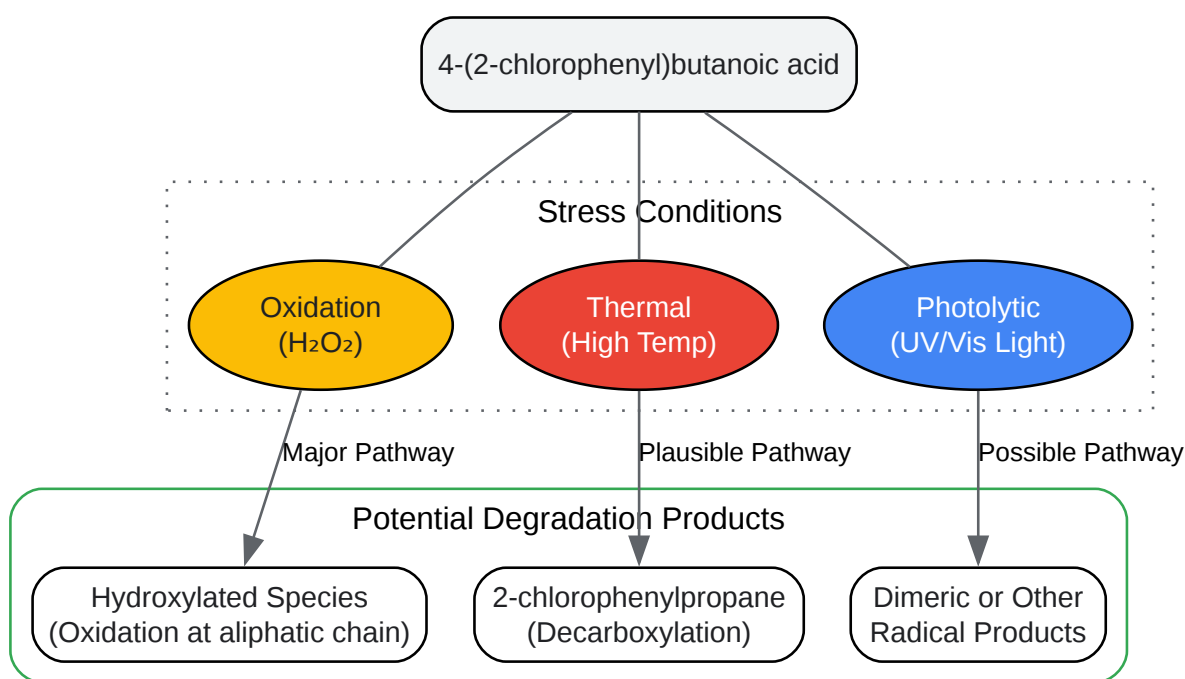 4-(2-chlorophenyl)butanoic acid
Stress Conditions
Oxidation
(H₂O₂)
Thermal
(High Temp)
Photolytic
(UV/Vis Light)
Major Pathway
Plausible Pathway
Possible Pathway
Potential Degradation Products
Hydroxylated Species
(Oxidation at aliphatic chain)
2-chlorophenylpropane
(Decarboxylation)
Dimeric or Other
Radical Products